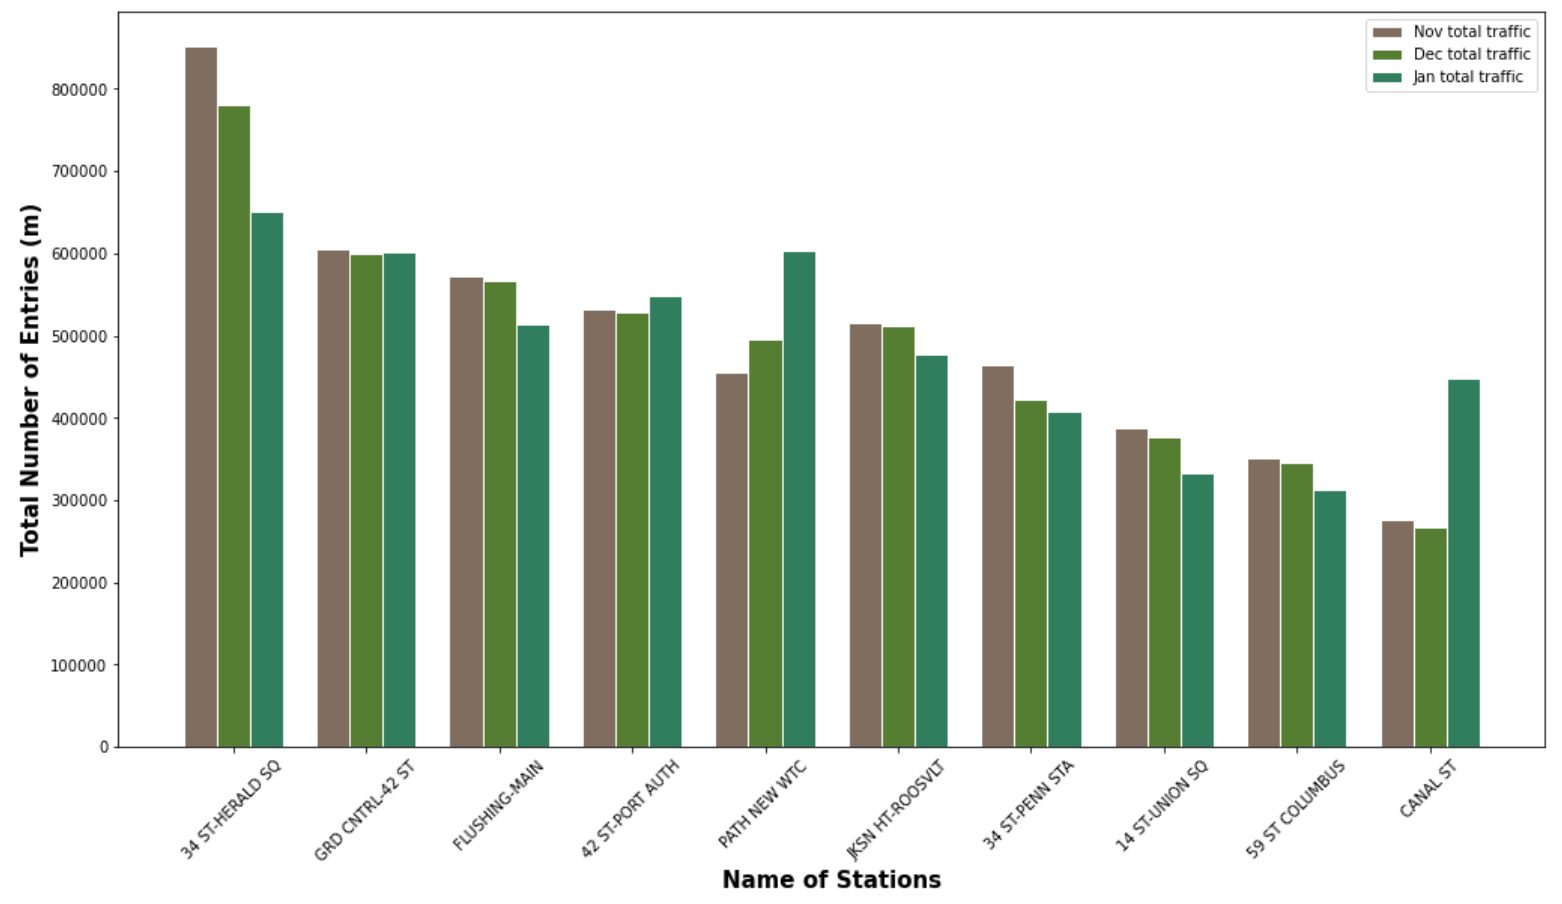 Nov total traffic
Dec total traffic
Jan total traffic
Total Number of Entries (m)
800000
700000
600000
500000
400000
300000
200000
100000
0
34 ST-HERALD SQ
GRD CNTRL-42 ST
FLUSHING-MAIN
42 ST-PORT AUTH
PATH NEW WTC
JKSN HT-ROOSVLT
34 ST-PENN STA
14 ST-UNION SQ
59 ST COLUMBUS
CANAL ST
Name of Stations